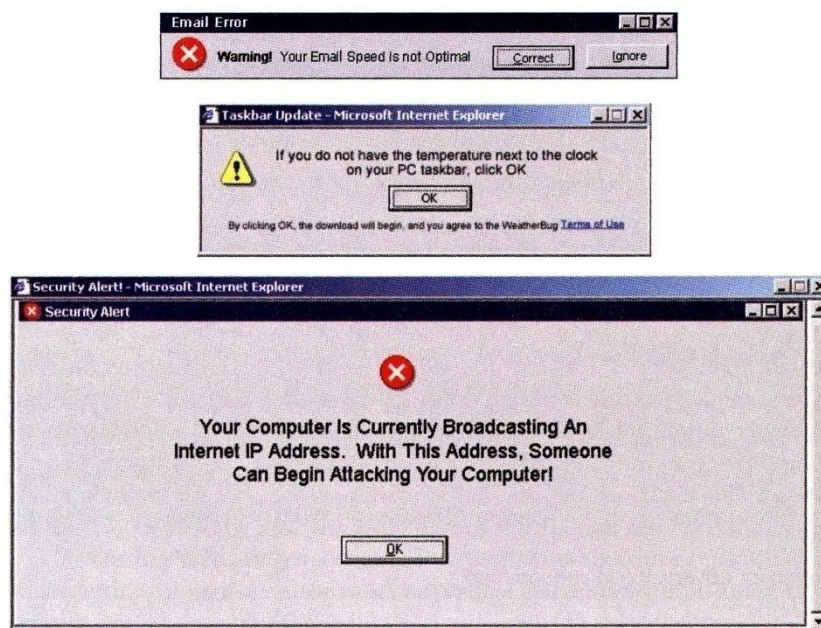 Email Error
Warning! Your Email Speed is not Optimal
Correct
Ignore
Taskbar Update - Microsoft Internet Explorer
If you do not have the temperature next to the clock
on your PC taskbar, click OK
OK
By clicking OK, the download will begin, and you agree to the WeatherBug Terms of Use
Security Alert! - Microsoft Internet Explorer
Security Alert
Your Computer Is Currently Broadcasting An
Internet IP Address. With This Address, Someone
Can Begin Attacking Your Computer!
OK